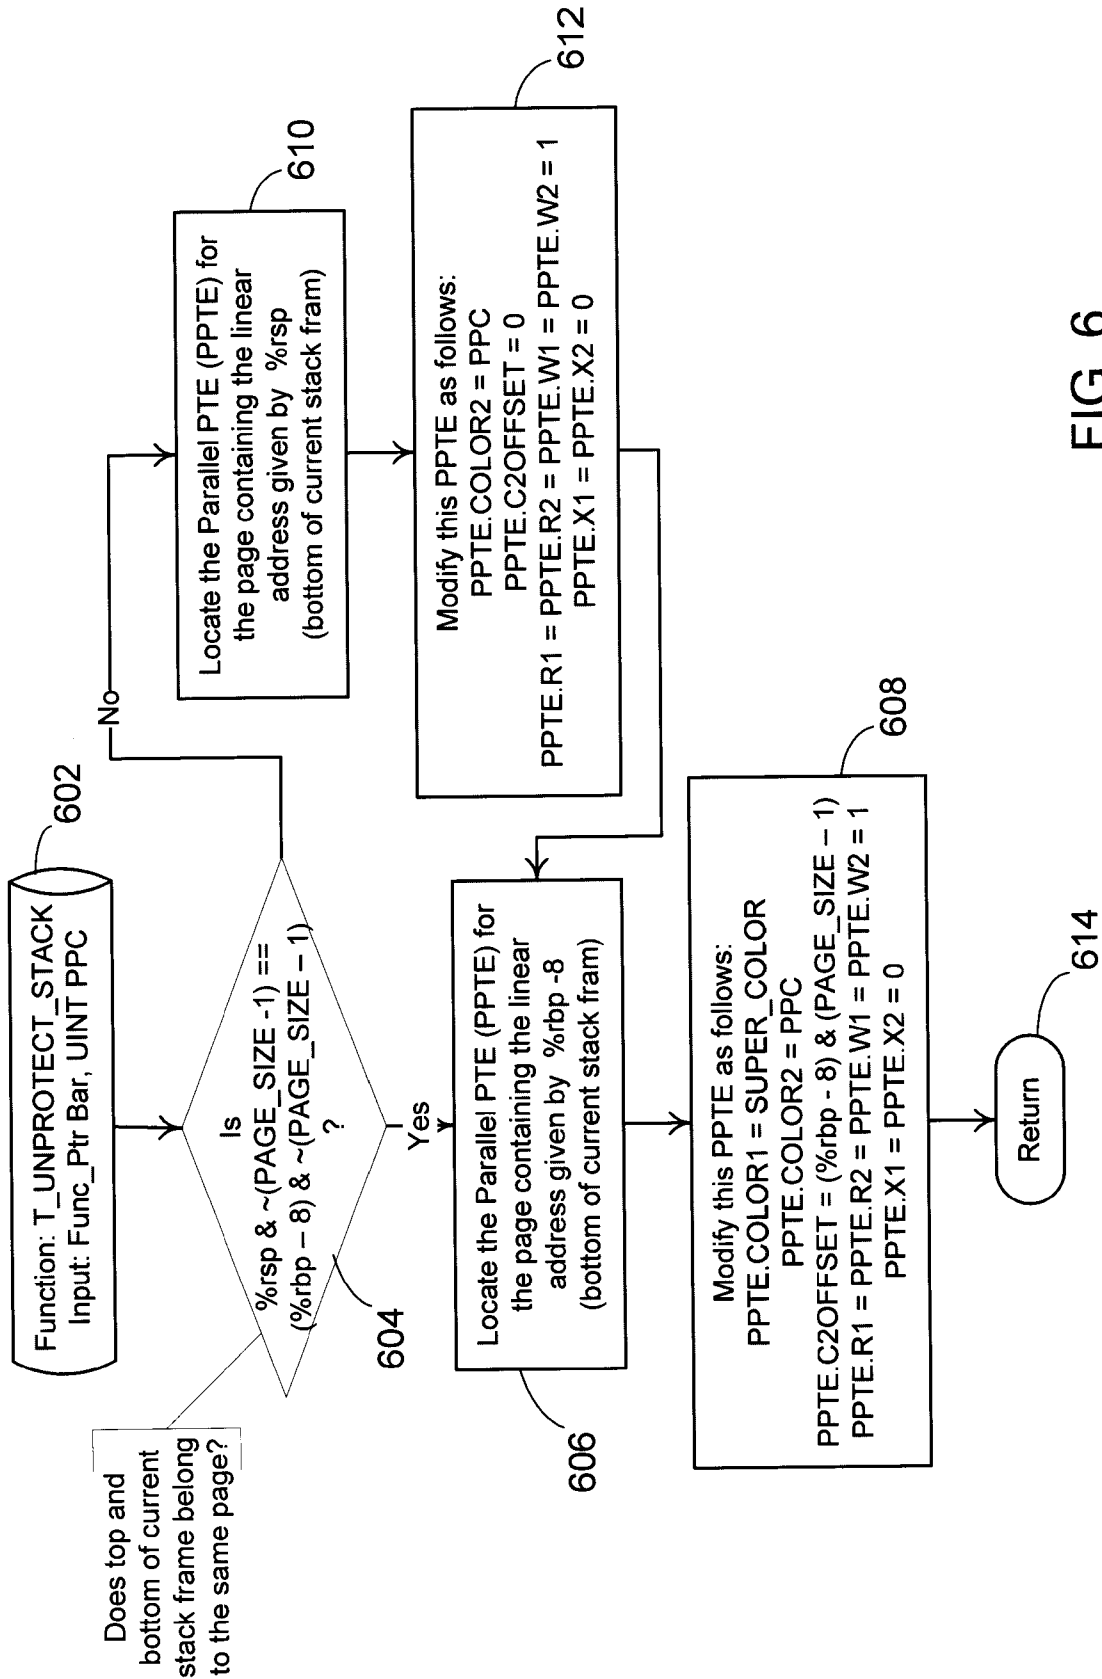 Function: T_UNPROTECT_STACK
Input: Func_Ptr Bar, UINT PPC
602
Does top and
bottom of current
stack frame belong
to the same page?
Is
%rsp & ~(PAGE_SIZE -1) ==
(%rbp – 8) & ~(PAGE_SIZE – 1)
?
604
No
Yes
Locate the Parallel PTE (PPTE) for
the page containing the linear
address given by %rsp
(bottom of current stack fram)
610
Modify this PPTE as follows:
PPTE.COLOR2 = PPC
PPTE.C2OFFSET = 0
PPTE.R1 = PPTE.R2 = PPTE.W1 = PPTE.W2 = 1
PPTE.X1 = PPTE.X2 = 0
612
Locate the Parallel PTE (PPTE) for
the page containing the linear
address given by %rbp -8
(bottom of current stack fram)
606
Modify this PPTE as follows:
PPTE.COLOR1 = SUPER_COLOR
PPTE.COLOR2 = PPC
PPTE.C2OFFSET = (%rbp - 8) & (PAGE_SIZE – 1)
PPTE.R1 = PPTE.R2 = PPTE.W1 = PPTE.W2 = 1
PPTE.X1 = PPTE.X2 = 0
608
Return
614
FIG 6